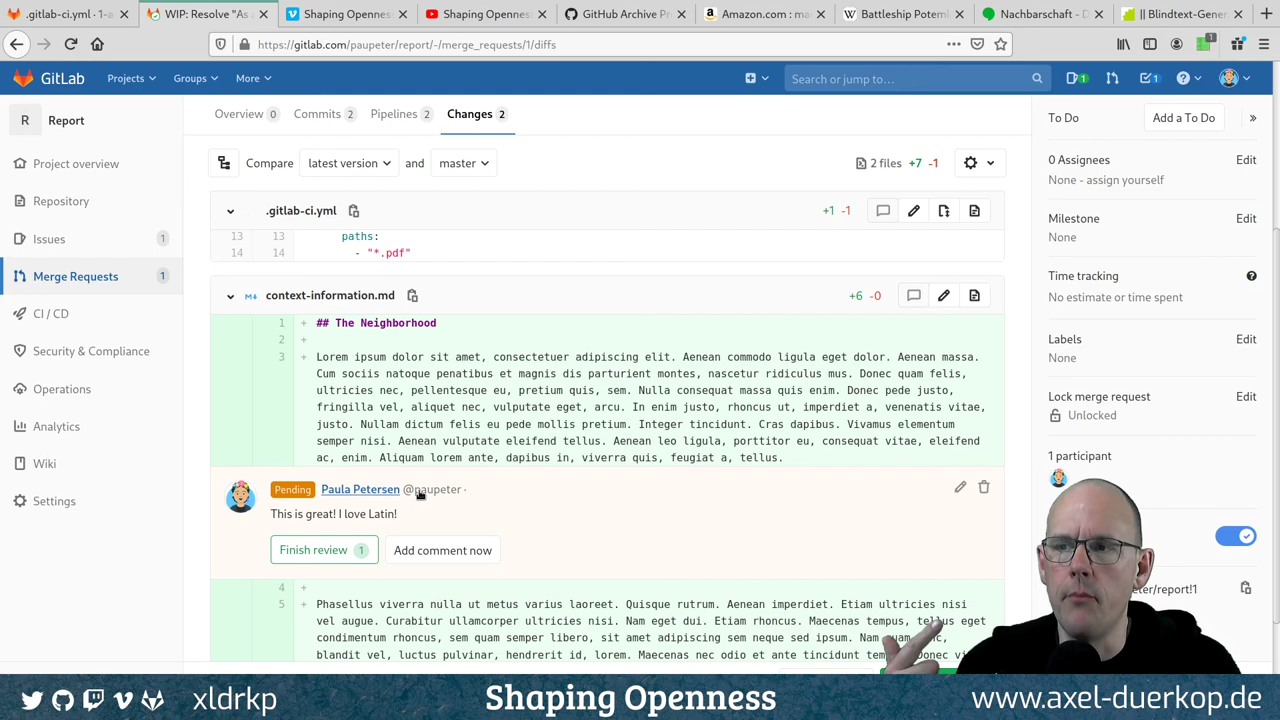 .gitlab-ci.yml · 1-a
WIP: Resolve "As a
Shaping Openness
Shaping Openness
GitHub Archive Pr
Amazon.com : ma
Battleship Potem
Nachbarschaft - D
|| Blindtext-Gener
https://gitlab.com/paupeter/report/-/merge_requests/1/diffs
1
GitLab Projects Groups More Search or jump to... 1 1
R Report
Project overview
Repository
Issues 1
Merge Requests 1
CI / CD
Security & Compliance
Operations
Analytics
Wiki
Settings
Overview 0 Commits 2 Pipelines 2 Changes 2
Compare latest version and master 2 files +7 -1
.gitlab-ci.yml +1 -1
13 13 paths:
14 14 - "*.pdf"
context-information.md +6 -0
1 + ## The Neighborhood
2 +
3 + Lorem ipsum dolor sit amet, consectetuer adipiscing elit. Aenean commodo ligula eget dolor. Aenean massa.
Cum sociis natoque penatibus et magnis dis parturient montes, nascetur ridiculus mus. Donec quam felis,
ultricies nec, pellentesque eu, pretium quis, sem. Nulla consequat massa quis enim. Donec pede justo,
fringilla vel, aliquet nec, vulputate eget, arcu. In enim justo, rhoncus ut, imperdiet a, venenatis vitae,
justo. Nullam dictum felis eu pede mollis pretium. Integer tincidunt. Cras dapibus. Vivamus elementum
semper nisi. Aenean vulputate eleifend tellus. Aenean leo ligula, porttitor eu, consequat vitae, eleifend
ac, enim. Aliquam lorem ante, dapibus in, viverra quis, feugiat a, tellus.
Pending Paula Petersen @paupeter ·
This is great! I love Latin!
Finish review 1 Add comment now
4 +
5 + Phasellus viverra nulla ut metus varius laoreet. Quisque rutrum. Aenean imperdiet. Etiam ultricies nisi
vel augue. Curabitur ullamcorper ultricies nisi. Nam eget dui. Etiam rhoncus. Maecenas tempus, tellus eget
condimentum rhoncus, sem quam semper libero, sit amet adipiscing sem neque sed ipsum. Nam
blandit vel, luctus pulvinar, hendrerit id, lorem. Maecenas nec odio et ante tincidunt
To Do Add a To Do
0 Assignees Edit
None - assign yourself
Milestone Edit
None
Time tracking
No estimate or time spent
Labels Edit
None
Lock merge request Edit
Unlocked
1 participant
eter/report!1
xldrkp Shaping Openness www.axel-duerkop.de